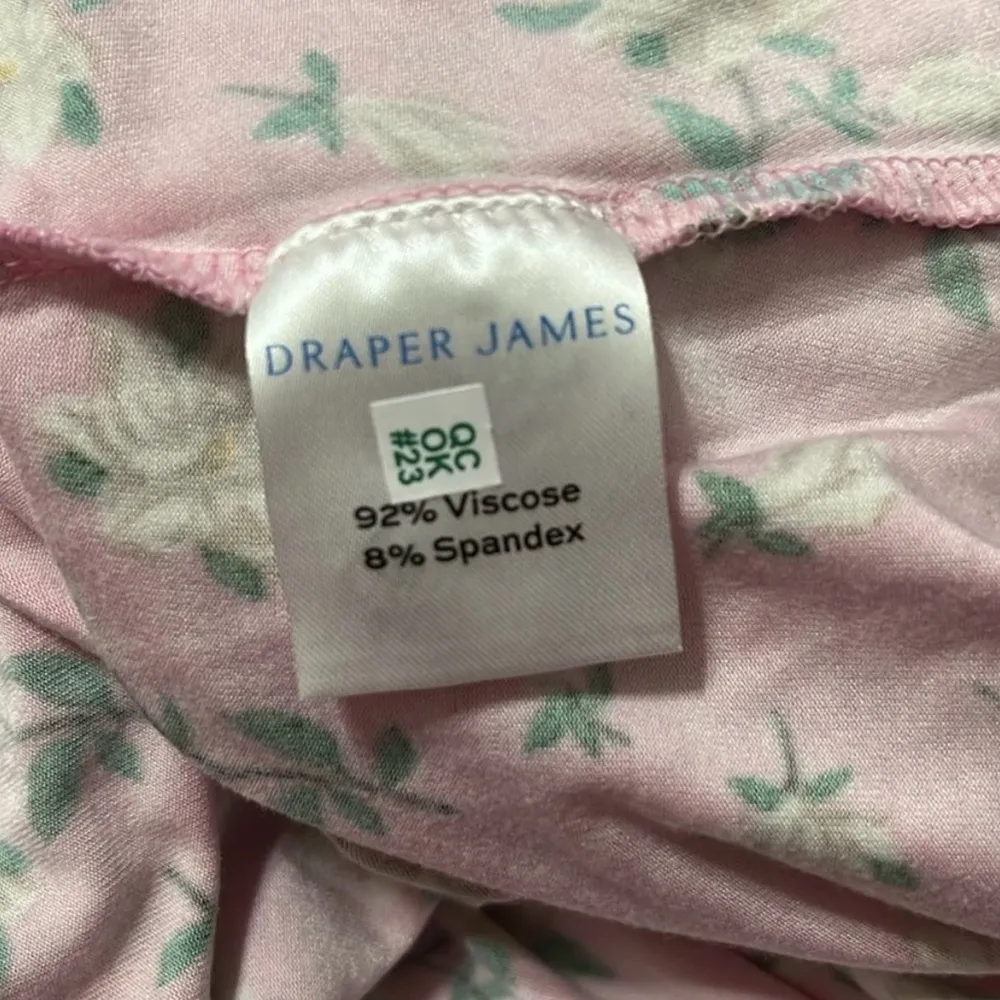 DRAPER JAMES
QC
OK
#23
92% Viscose
8% Spandex